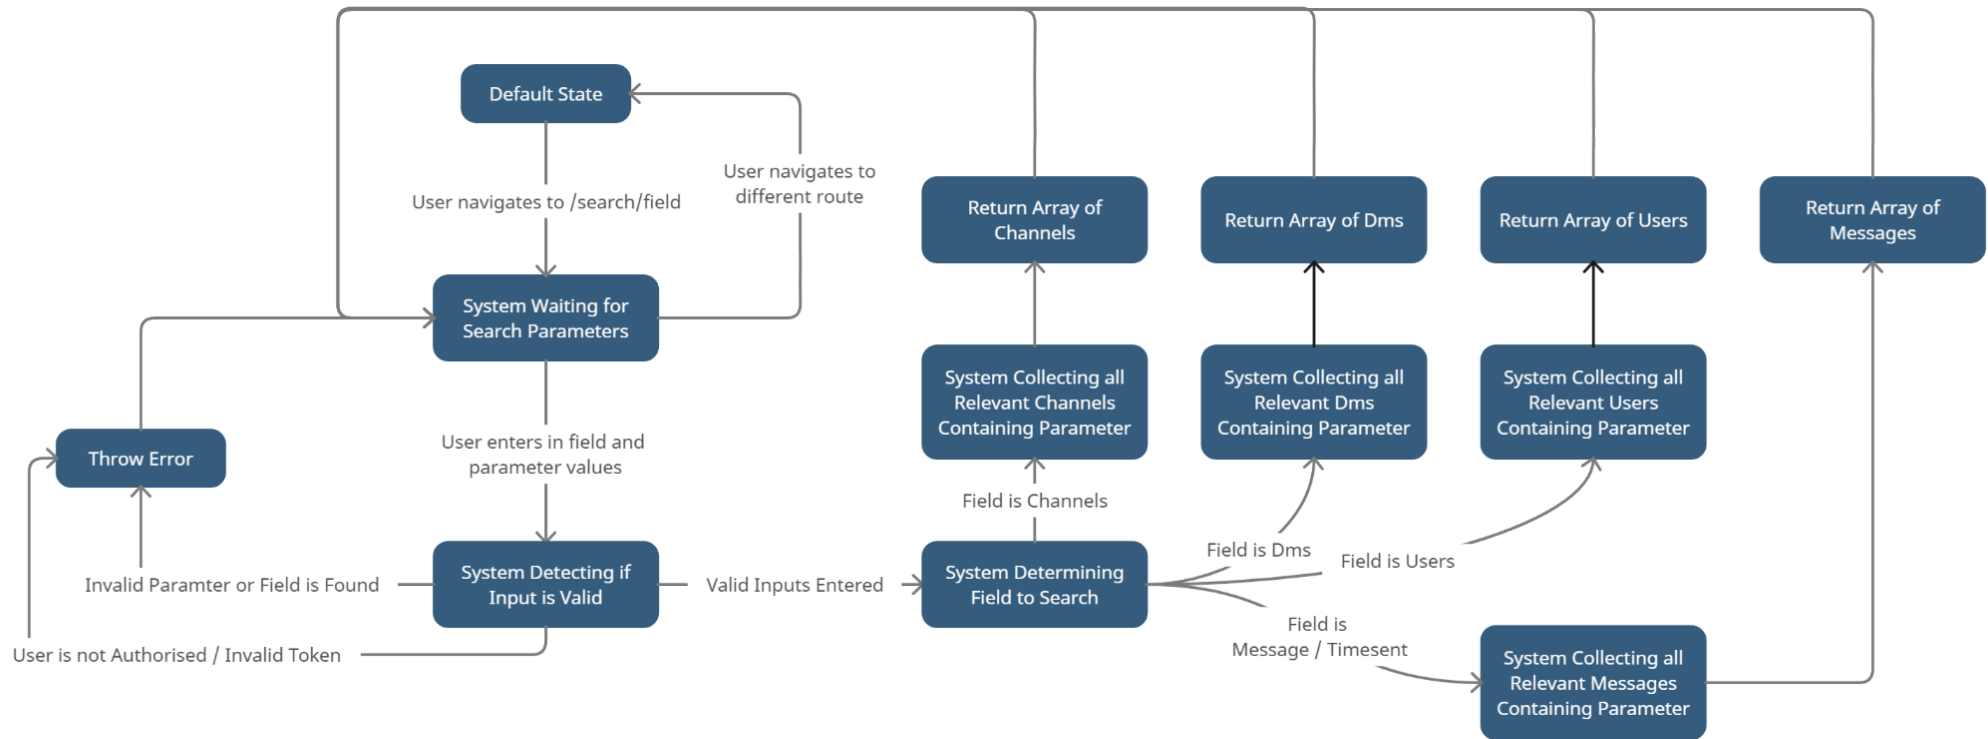 Default State
User navigates to
different route
User navigates to /search/field
Return Array of
Channels
Return Array of Dms
Return Array of Users
Return Array of
Messages
System Waiting for
Search Parameters
System Collecting all
Relevant Channels
Containing Parameter
System Collecting all
Relevant Dms
Containing Parameter
System Collecting all
Relevant Users
Containing Parameter
Throw Error
User enters in field and
parameter values
Field is Channels
Field is Dms
Field is Users
Invalid Paramter or Field is Found
System Detecting if
Input is Valid
Valid Inputs Entered
System Determining
Field to Search
Field is
Message / Timesent
User is not Authorised / Invalid Token
System Collecting all
Relevant Messages
Containing Parameter